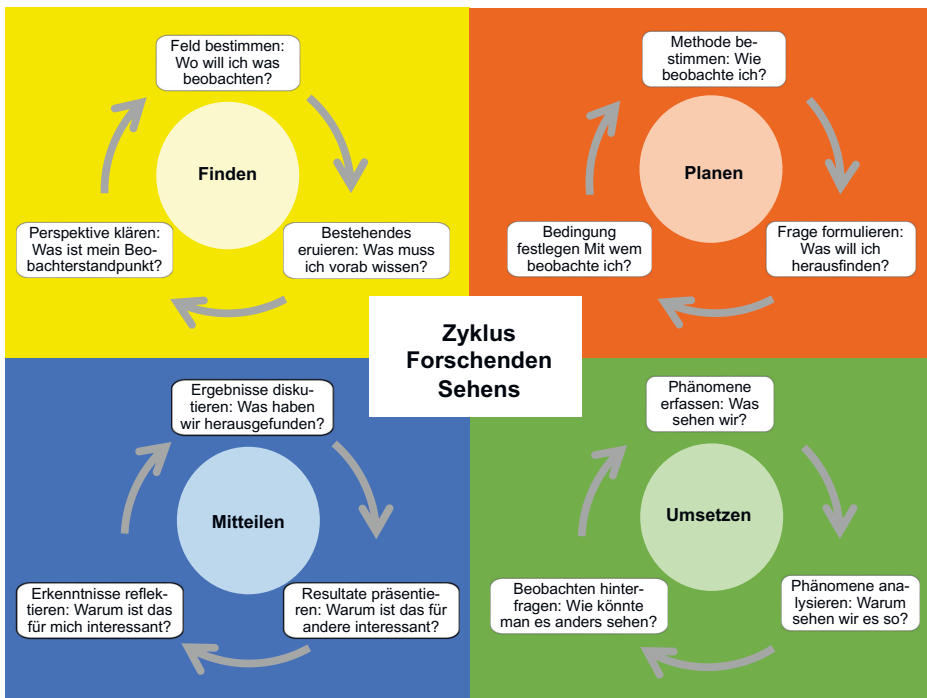 Feld bestimmen:
Wo will ich was
beobachten?
Finden
Perspektive klären:
Was ist mein Beo-
bachterstandpunkt?
Bestehendes
eruieren: Was muss
ich vorab wissen?
Methode be-
stimmen: Wie
beobachte ich?
Planen
Bedingung
festlegen Mit wem
beobachte ich?
Frage formulieren:
Was will ich
herausfinden?
Zyklus
Forschenden
Sehens
Ergebnisse disku-
tieren: Was haben
wir herausgefunden?
Mitteilen
Erkenntnisse reflek-
tieren: Warum ist das
für mich interessant?
Resultate präsentie-
ren: Warum ist das für
andere interessant?
Phänomene
erfassen: Was
sehen wir?
Umsetzen
Beobachten hinter-
fragen: Wie könnte
man es anders sehen?
Phänomene ana-
lysieren: Warum
sehen wir es so?